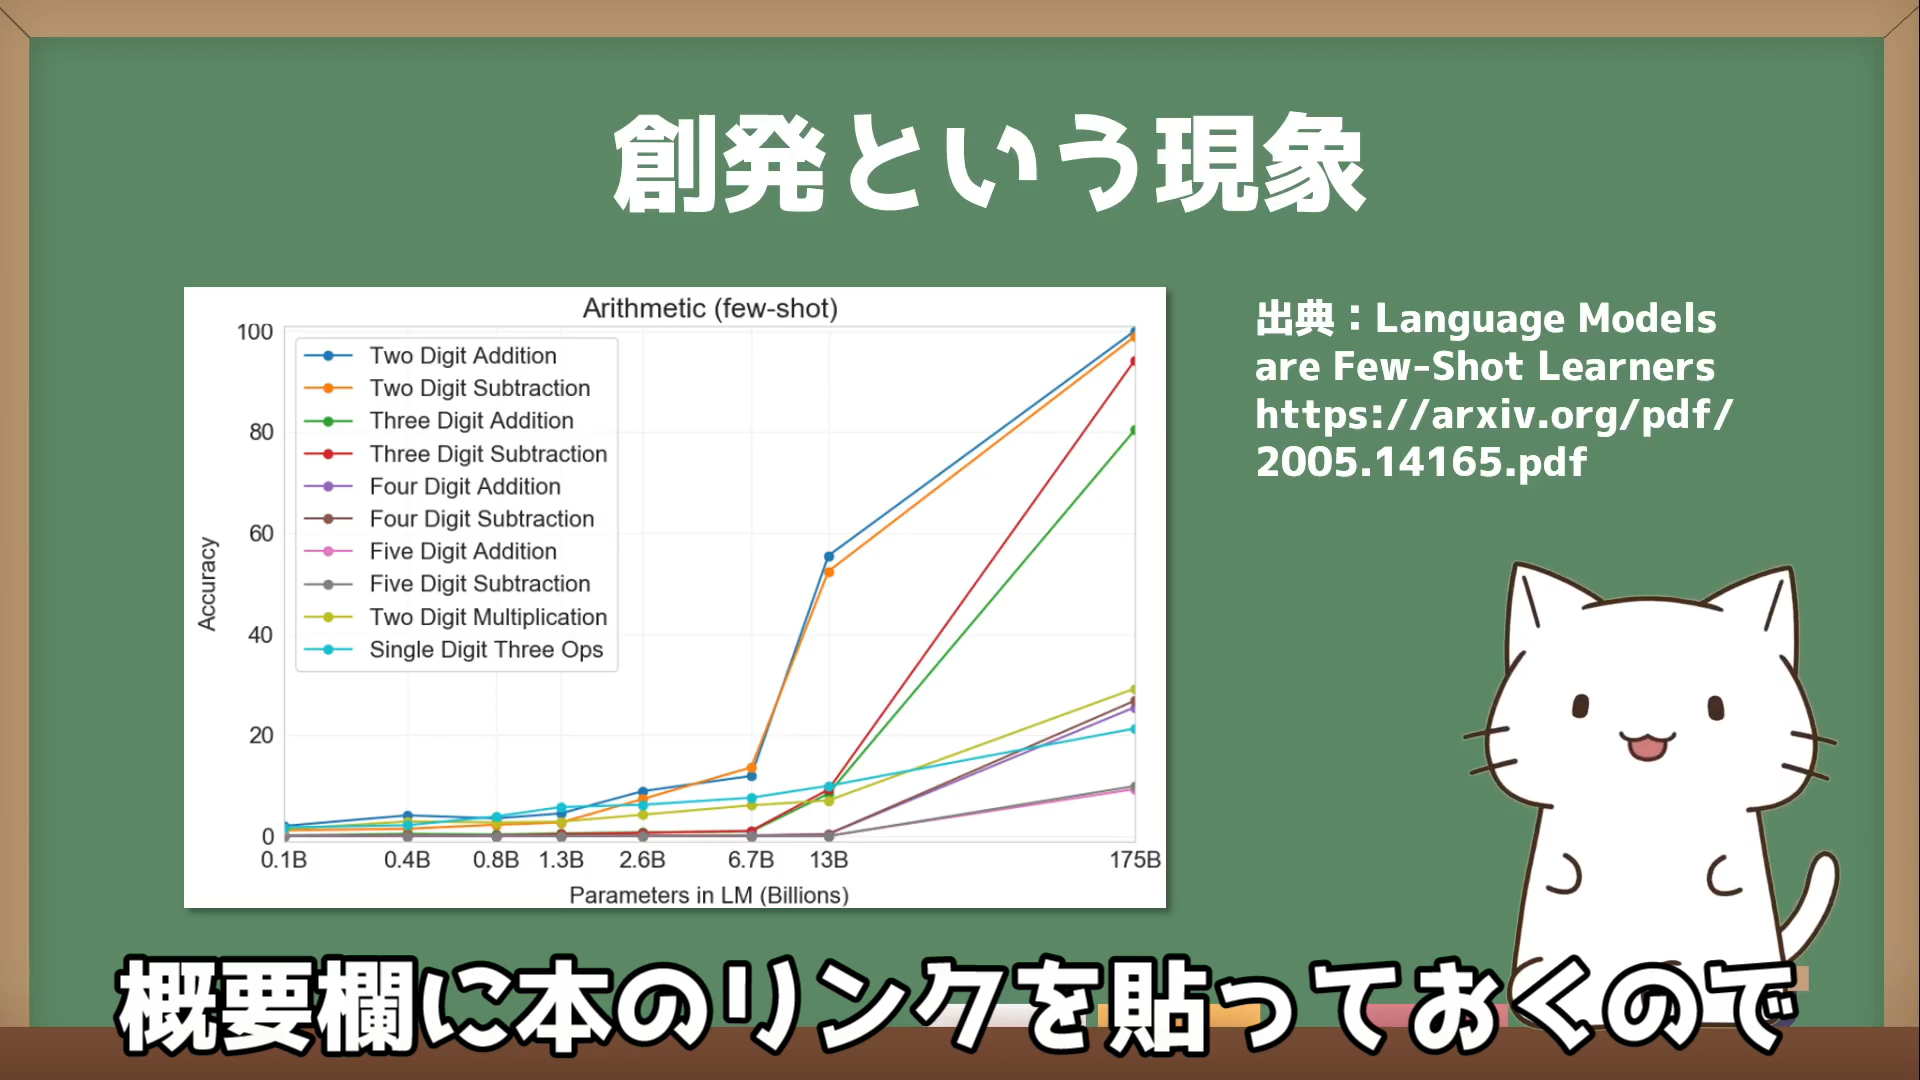 創発という現象
Arithmetic (few-shot)
100
80
60
40
20
0
Accuracy
Two Digit Addition
Two Digit Subtraction
Three Digit Addition
Three Digit Subtraction
Four Digit Addition
Four Digit Subtraction
Five Digit Addition
Five Digit Subtraction
Two Digit Multiplication
Single Digit Three Ops
0.1B 0.4B 0.8B 1.3B 2.6B 6.7B 13B 175B
Parameters in LM (Billions)
出典：Language Models
are Few-Shot Learners
https://arxiv.org/pdf/
2005.14165.pdf
概要欄に本のリンクを貼っておくので